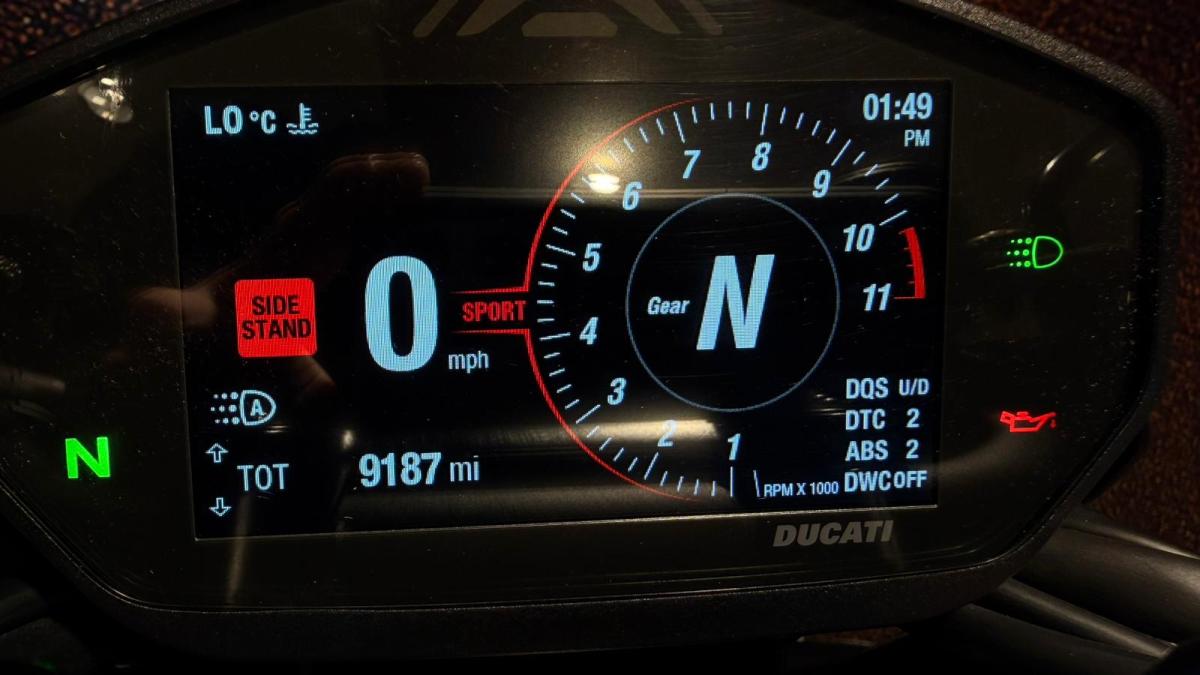 LO °C
01:49
PM
7
8
6
9
5
10
SIDE
STAND
0
mph
SPORT
Gear N
11
4
3
2
1
RPM X 1000
DQS U/D
DTC 2
ABS 2
DWC OFF
A
N
TOT 9187 mi
DUCATI